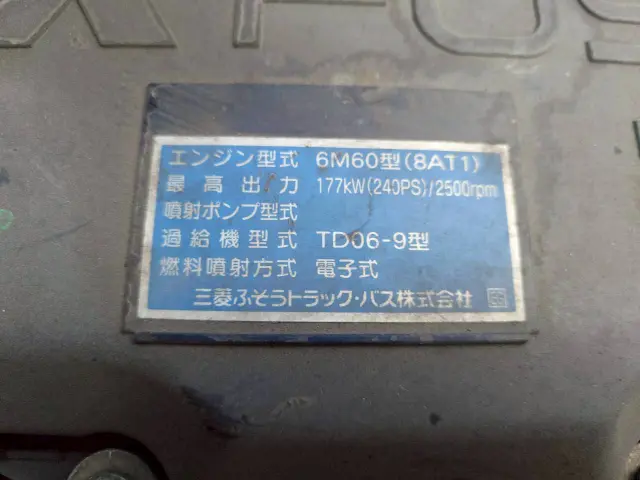 エンジン型式 6M60型(8AT1)
最高出力 177kW(240PS)/2500rpm
噴射ポンプ型式
過給機型式 TD06-9型
燃料噴射方式 電子式
三菱ふそうトラック・バス株式会社